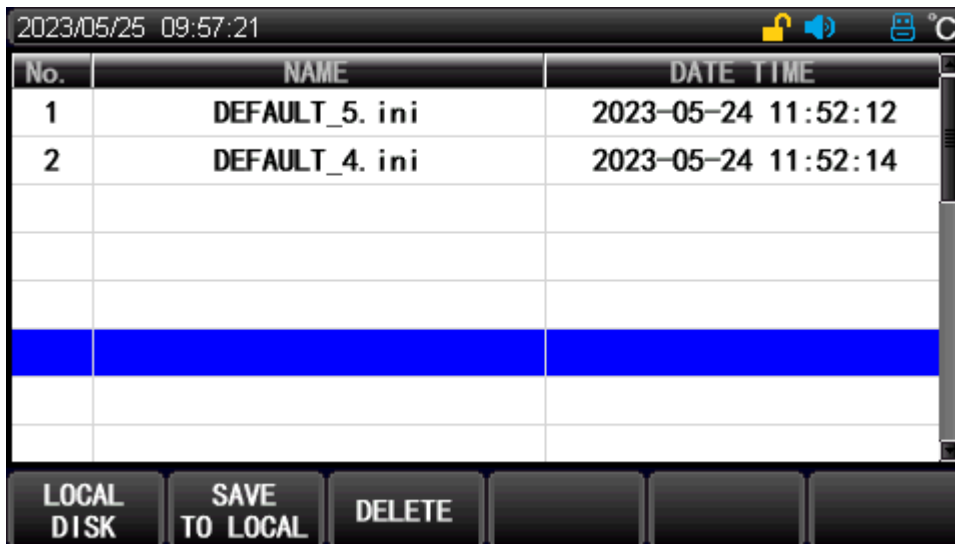 2023/05/25 09:57:21 °C
No. NAME DATE TIME
1 DEFAULT_5.ini 2023-05-24 11:52:12
2 DEFAULT_4.ini 2023-05-24 11:52:14
LOCAL DISK SAVE TO LOCAL DELETE